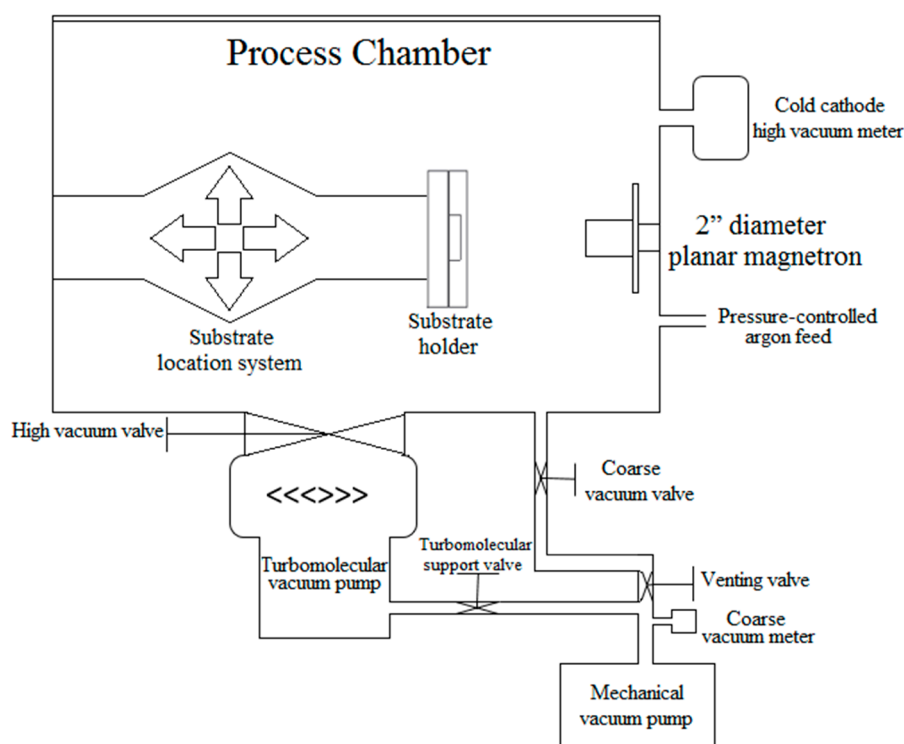 Process Chamber
Cold cathode
high vacuum meter
2” diameter
planar magnetron
Pressure-controlled
argon feed
Substrate
location system
Substrate
holder
High vacuum valve
<<<>>>
Coarse
vacuum valve
Turbomolecular
support valve
Turbomolecular
vacuum pump
Venting valve
Coarse
vacuum meter
Mechanical
vacuum pump